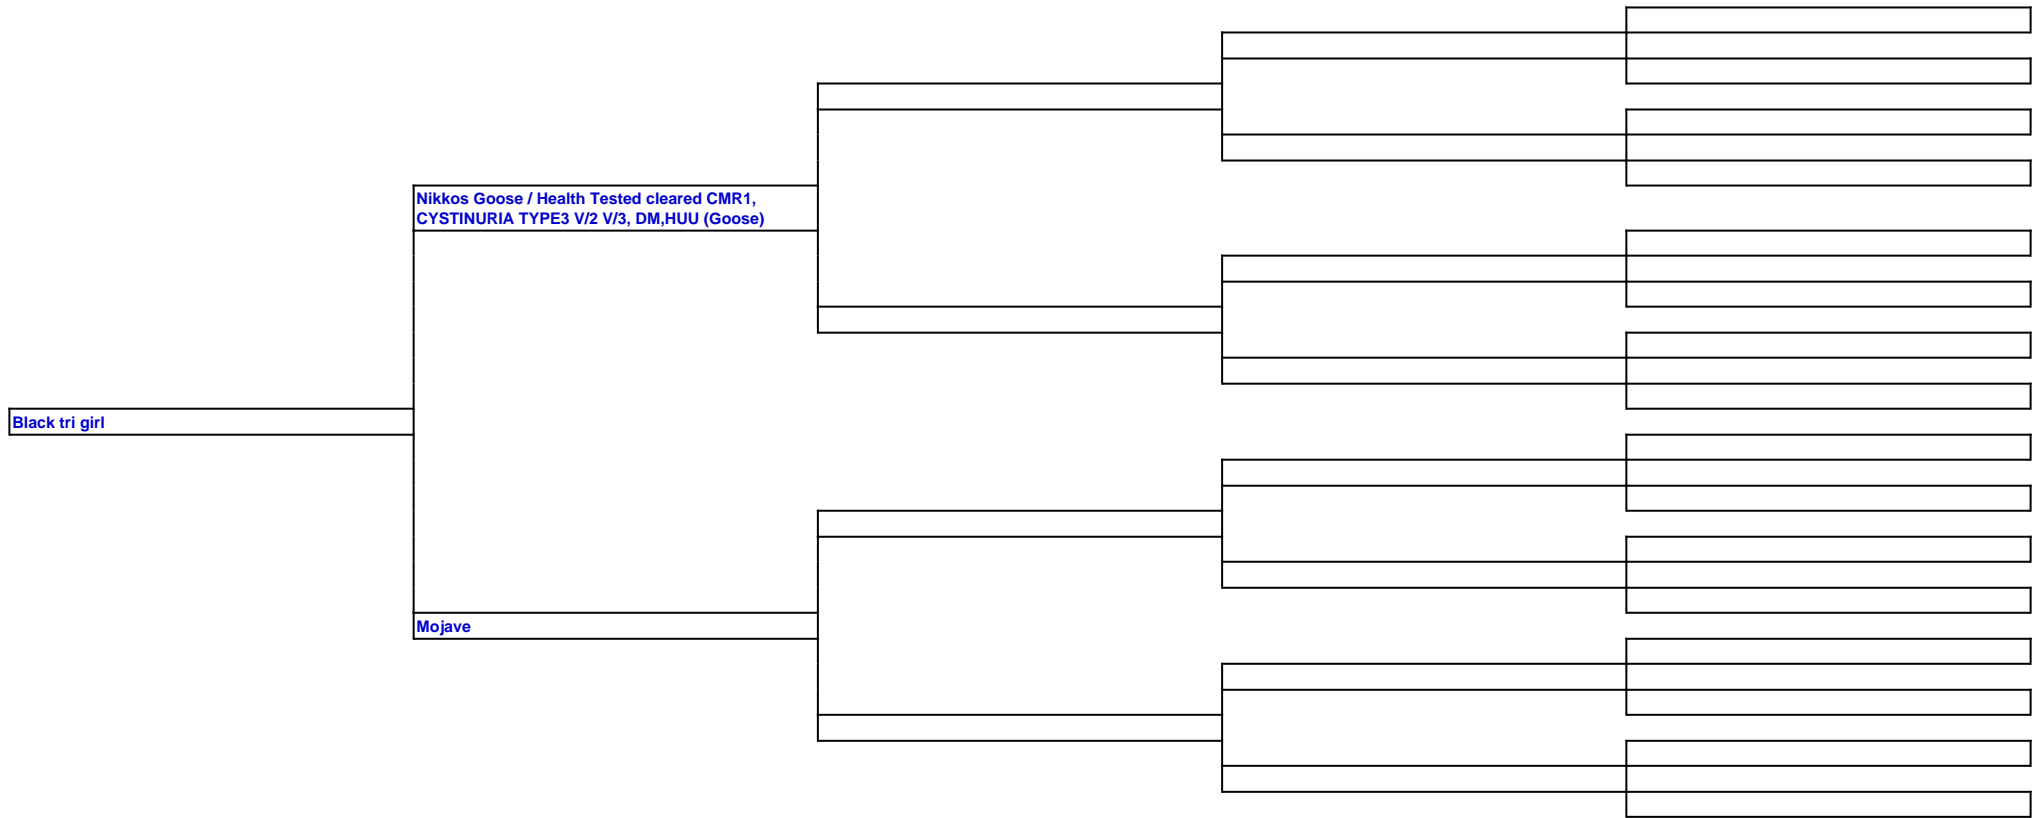 Nikkos Goose / Health Tested cleared CMR1,
CYSTINURIA TYPE3 V/2 V/3, DM,HUU (Goose)
Black tri girl
Mojave